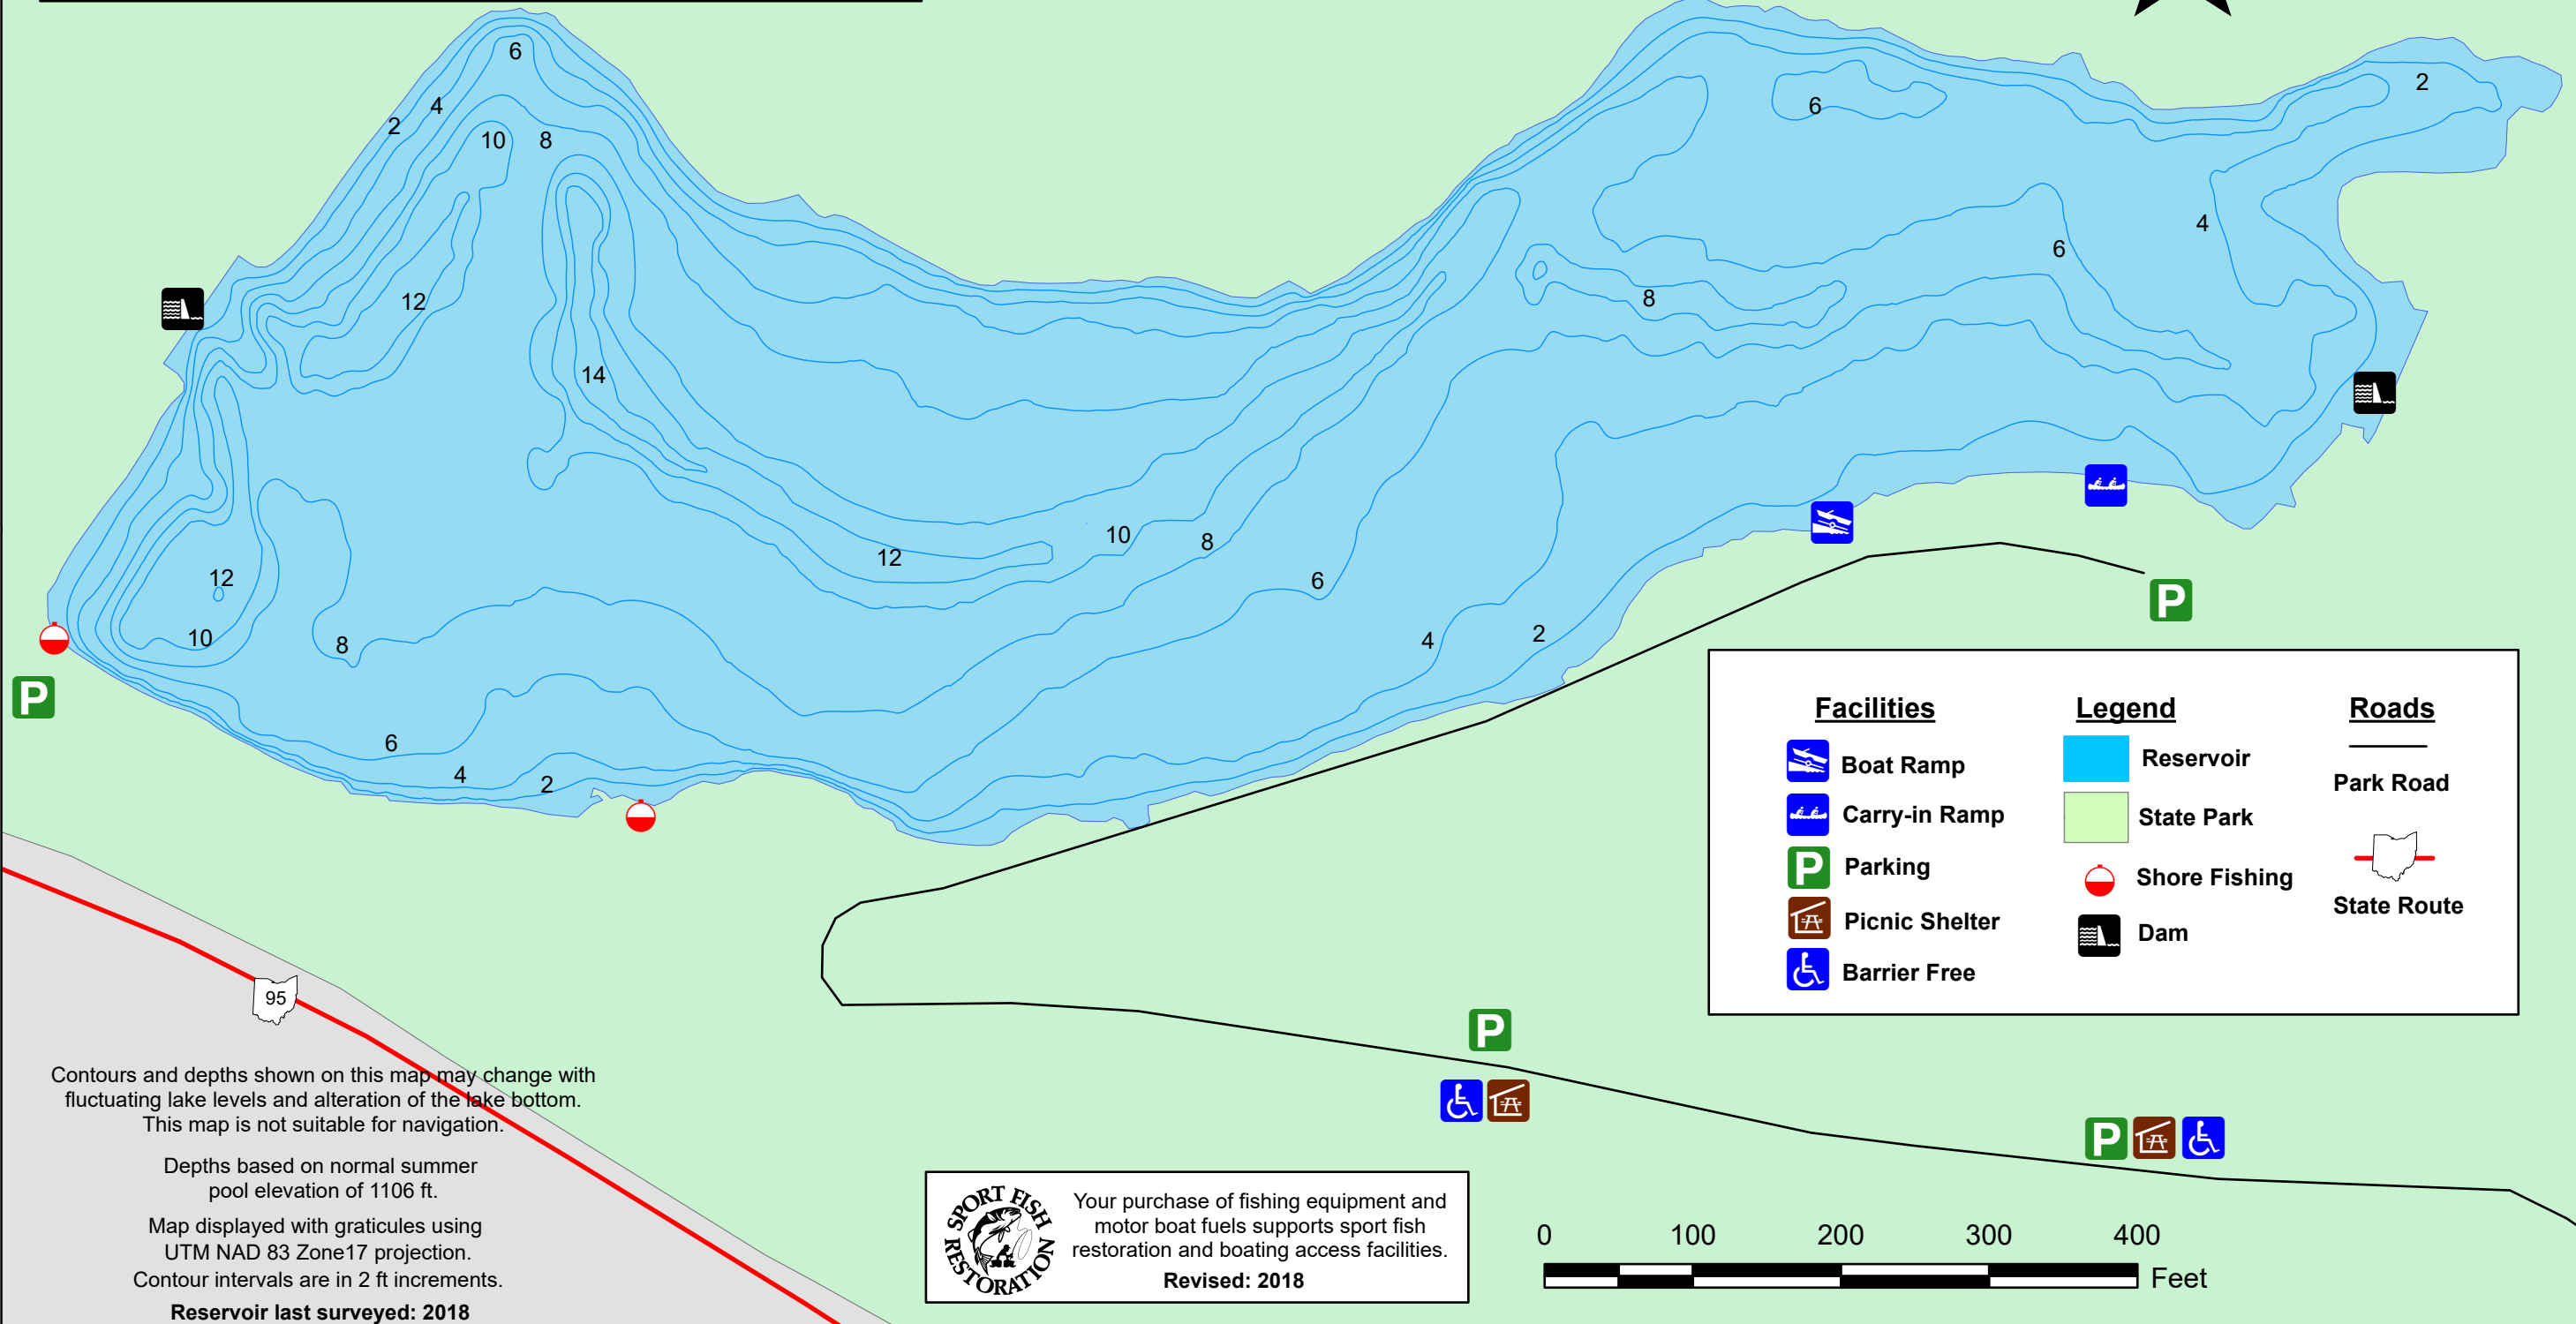 6
4
2
10
8
12
14
12
10
8
6
12
10
8
6
4
2
4
2
6
8
6
4
2
P
P
Facilities
Boat Ramp
Carry-in Ramp
P Parking
Picnic Shelter
Barrier Free
Legend
Reservoir
State Park
Shore Fishing
Dam
Roads
Park Road
State Route
95
P
P
Contours and depths shown on this map may change with
fluctuating lake levels and alteration of the lake bottom.
This map is not suitable for navigation.
Depths based on normal summer
pool elevation of 1106 ft.
Map displayed with graticules using
UTM NAD 83 Zone17 projection.
Contour intervals are in 2 ft increments.
Reservoir last surveyed: 2018
SPORT FISH
RESTORATION
Your purchase of fishing equipment and
motor boat fuels supports sport fish
restoration and boating access facilities.
Revised: 2018
0 100 200 300 400
Feet